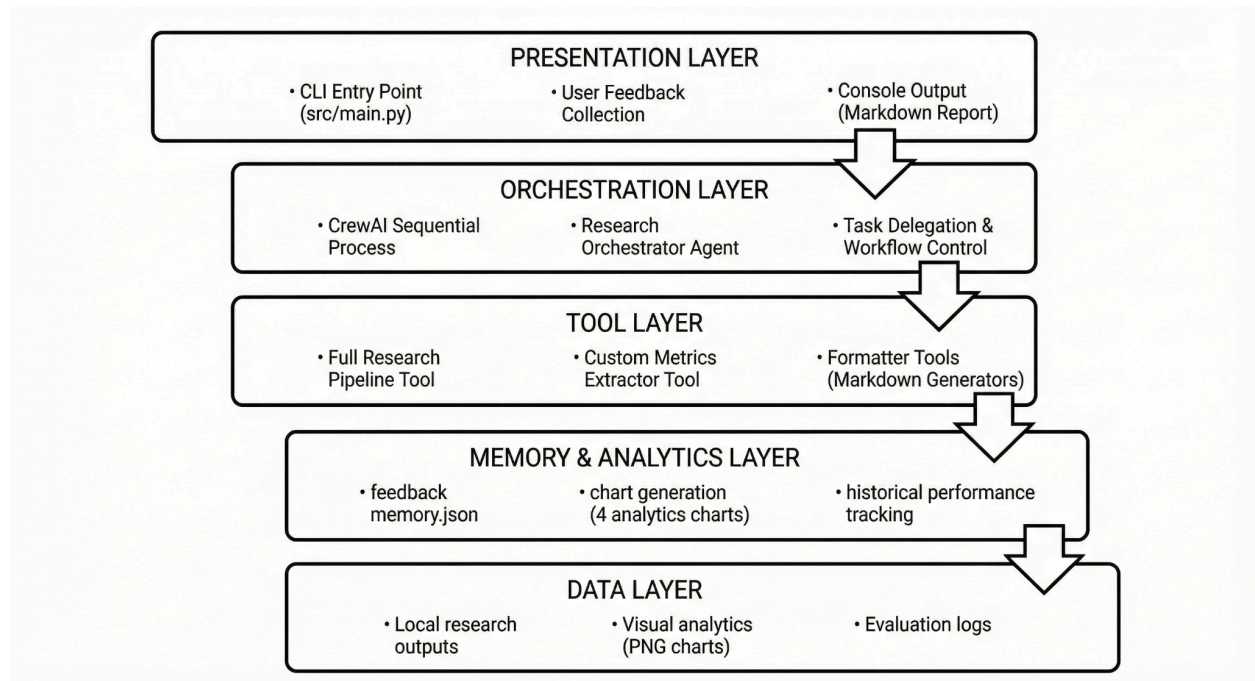 PRESENTATION LAYER
• CLI Entry Point
(src/main.py)
• User Feedback
Collection
• Console Output
(Markdown Report)
ORCHESTRATION LAYER
• CrewAI Sequential
Process
• Research
Orchestrator Agent
• Task Delegation &
Workflow Control
TOOL LAYER
• Full Research
Pipeline Tool
• Custom Metrics
Extractor Tool
• Formatter Tools
(Markdown Generators)
MEMORY & ANALYTICS LAYER
• feedback
memory.json
• chart generation
(4 analytics charts)
• historical performance
tracking
DATA LAYER
• Local research
outputs
• Visual analytics
(PNG charts)
• Evaluation logs